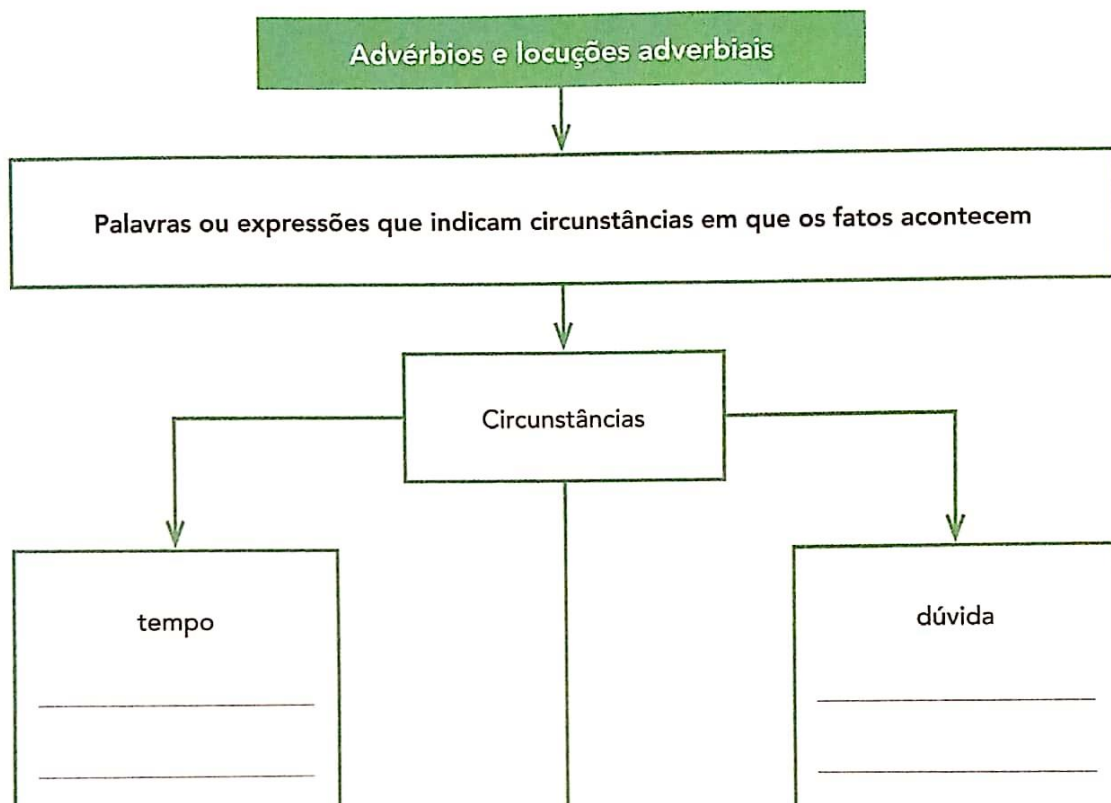 Advérbios e locuções adverbiais
Palavras ou expressões que indicam circunstâncias em que os fatos acontecem
Circunstâncias
tempo
dúvida